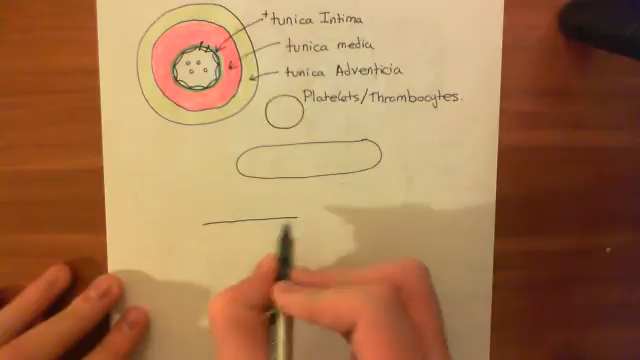 tunica Intima
tunica media
tunica Adventicia
Platelets/Thrombocytes.